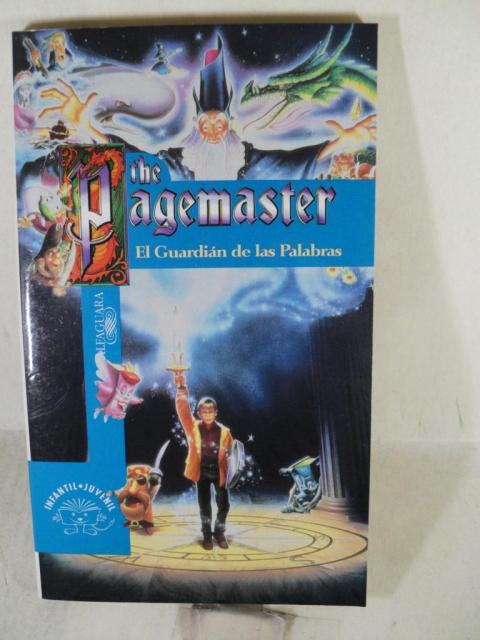 the
Pagemaster
El Guardián de las Palabras
ALFAGUARA
INFANTIL•JUVENIL